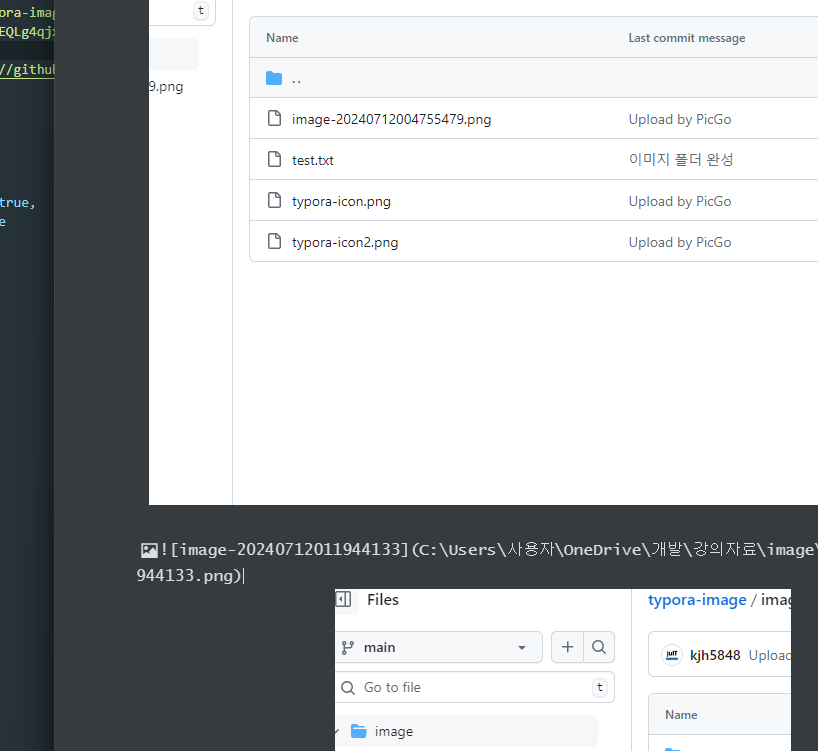 ora-imag
t
EQLg4qj
//githu
true,
e
9.png
Name Last commit message
..
image-20240712004755479.png Upload by PicGo
test.txt 이미지 폴더 완성
typora-icon.png Upload by PicGo
typora-icon2.png Upload by PicGo
![image-20240712011944133](C:\Users\사용자\OneDrive\개발\강의자료\image\
944133.png)
Files
typora-image / imag
main
kjh5848 Upload
Go to file t
Name
image